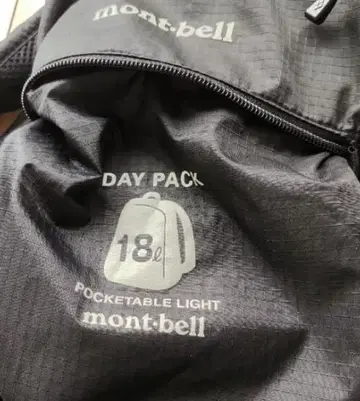 mont-bell
DAY PACK
18ℓ
POCKETABLE LIGHT
mont-bell